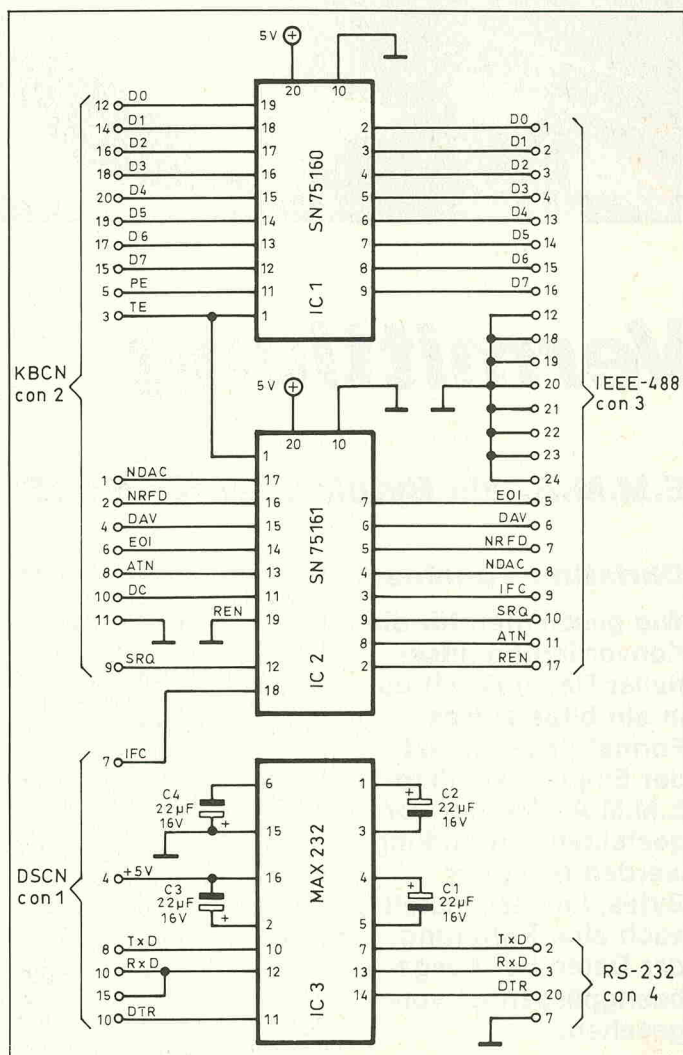 5V
20
10
12 D0 19
14 D1 18
16 D2 17
18 D3 16
20 D4 15
19 D5 14
17 D6 13
15 D7 12
5 PE 11
3 TE 1
SN75160
IC 1
2 D0 1
3 D1 2
4 D2 3
5 D3 4
6 D4 13
7 D5 14
8 D6 15
9 D7 16
12
18
19
20
21
22
23
24
KBCN
con 2
IEEE-488
con 3
5V
20
10
1
1 NDAC 17
2 NRFD 16
4 DAV 15
6 EOI 14
8 ATN 13
10 DC 11
11 REN 19
9 SRQ 12
18
7 IFC
SN 75161
IC 2
7 EOI 5
6 DAV 6
5 NRFD 7
4 NDAC 8
3 IFC 9
9 SRQ 10
8 ATN 11
2 REN 17
DSCN
con 1
C4
22µF
16V
+
6
15
4 +5V 16
C3
22µF
16V
+
2
8 TxD 10
10 RxD 12
15
10 DTR 11
MAX 232
IC 3
1
C2
22µF
16V
+
3
4
C1
22µF
16V
+
5
7 TxD 2
13 RxD 3
14 DTR 20
7
RS-232
con 4